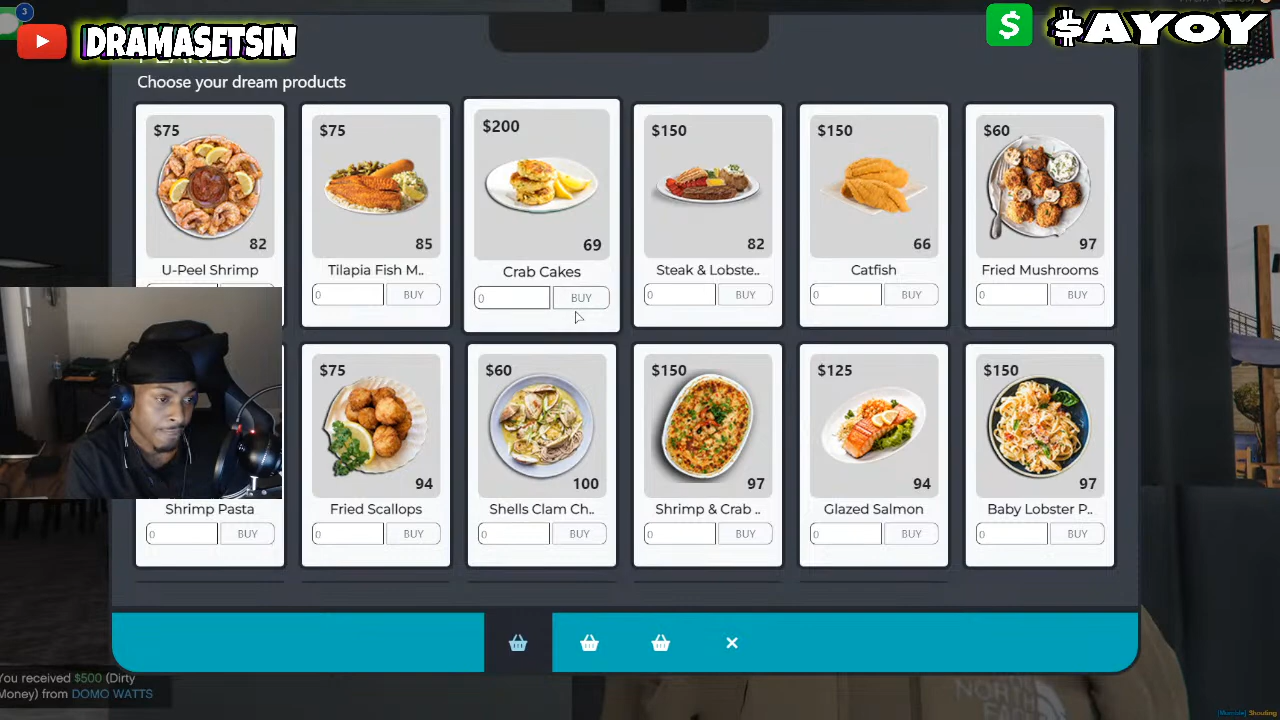 3
DRAMASETSIN
$ $AYOY
Choose your dream products
$75
82
U-Peel Shrimp
$75
85
Tilapia Fish M..
0 BUY
$200
69
Crab Cakes
0 BUY
$150
82
Steak & Lobste..
0 BUY
$150
66
Catfish
0 BUY
$60
97
Fried Mushrooms
0 BUY
Shrimp Pasta
0 BUY
$75
94
Fried Scallops
0 BUY
$60
100
Shells Clam Ch..
0 BUY
$150
97
Shrimp & Crab ..
0 BUY
$125
94
Glazed Salmon
0 BUY
$150
97
Baby Lobster P..
0 BUY
You received $500 (Dirty
Money) from DOMO WATTS
NORTH
FACE
Shouting